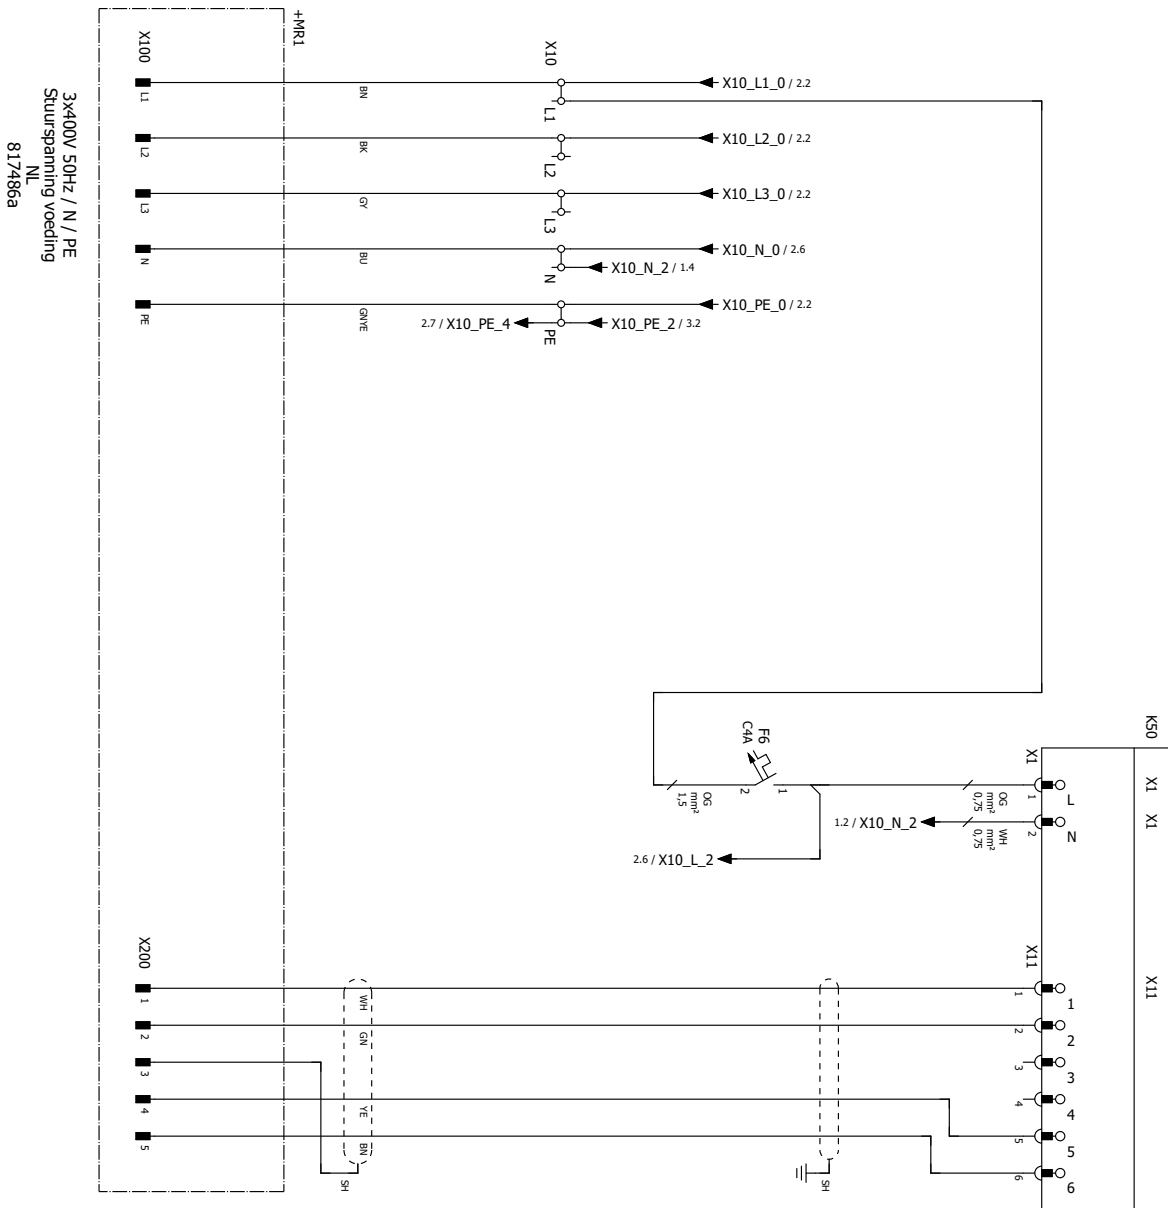 +MR1
X100
L1
L2
L3
N
PE
3x400V 50Hz / N / PE
Stuurspanning voeding
NL
817486a
BN
BK
GY
BU
GNYE
X10
L1
L2
L3
N
PE
X10_L1_0 / 2.2
X10_L2_0 / 2.2
X10_L3_0 / 2.2
X10_N_0 / 2.6
X10_N_2 / 1.4
X10_PE_0 / 2.2
2.7 / X10_PE_4
X10_PE_2 / 3.2
K50
X1
X1
X1
F6
C4A
2
1
OG
mm²
1,5
OG
mm²
0,75
WH
mm²
0,75
1
L
2
N
1.2 / X10_N_2
2.6 / X10_L_2
X200
1
2
3
4
5
WH
GN
YE
BN
SH
SH
X11
X11
1
1
2
2
3
3
4
4
5
5
6
6